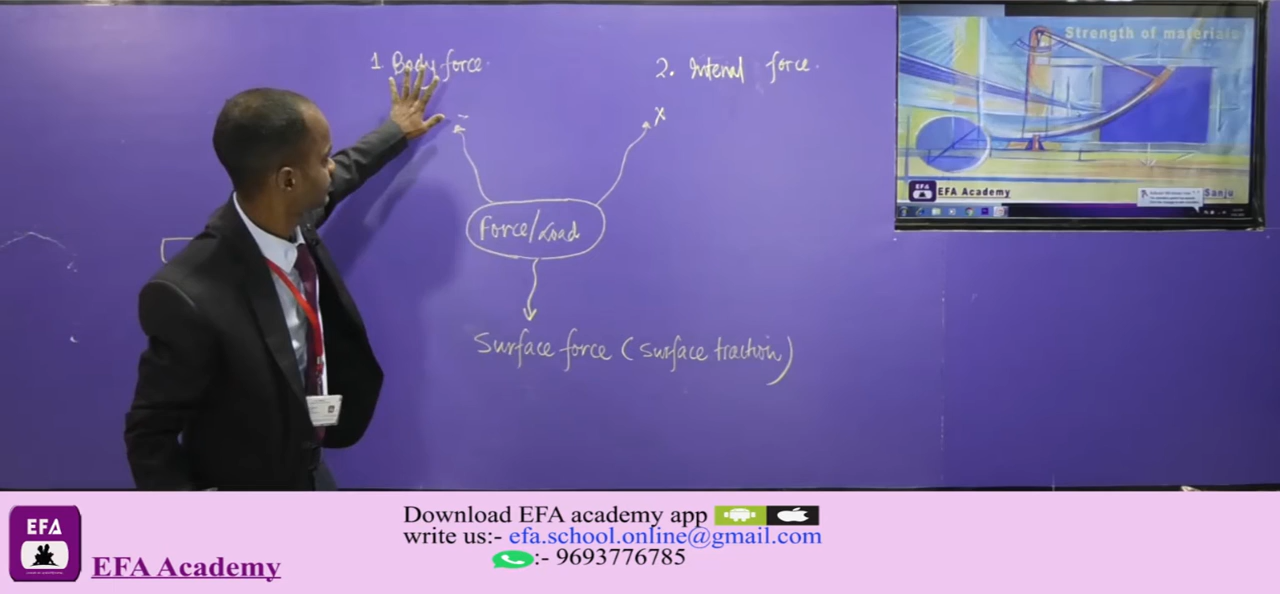 1. Body force.
2. Internal force.
x
Force/Load
Surface force (surface traction)
Strength of materials
EFA
EFA Academy
Sanju
EFA
EFA Academy
Download EFA academy app
write us:- efa.school.online@gmail.com
:- 9693776785